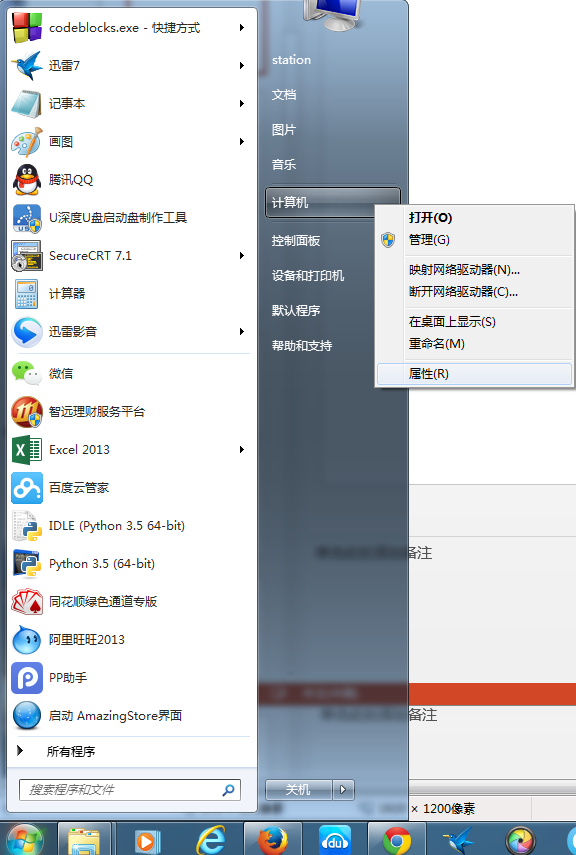 codeblocks.exe - 快捷方式
迅雷7
记事本
画图
腾讯QQ
U深度U盘启动盘制作工具
SecureCRT 7.1
计算器
迅雷影音
微信
智远理财服务平台
Excel 2013
百度云管家
IDLE (Python 3.5 64-bit)
Python 3.5 (64-bit)
同花顺绿色通道专版
阿里旺旺2013
PP助手
启动 AmazingStore界面
所有程序
搜索程序和文件
station
文档
图片
音乐
计算机
控制面板
设备和打印机
默认程序
帮助和支持
关机
打开(O)
管理(G)
映射网络驱动器(N)...
断开网络驱动器(C)...
在桌面上显示(S)
重命名(M)
属性(R)
备注
备注
× 1200像素
du